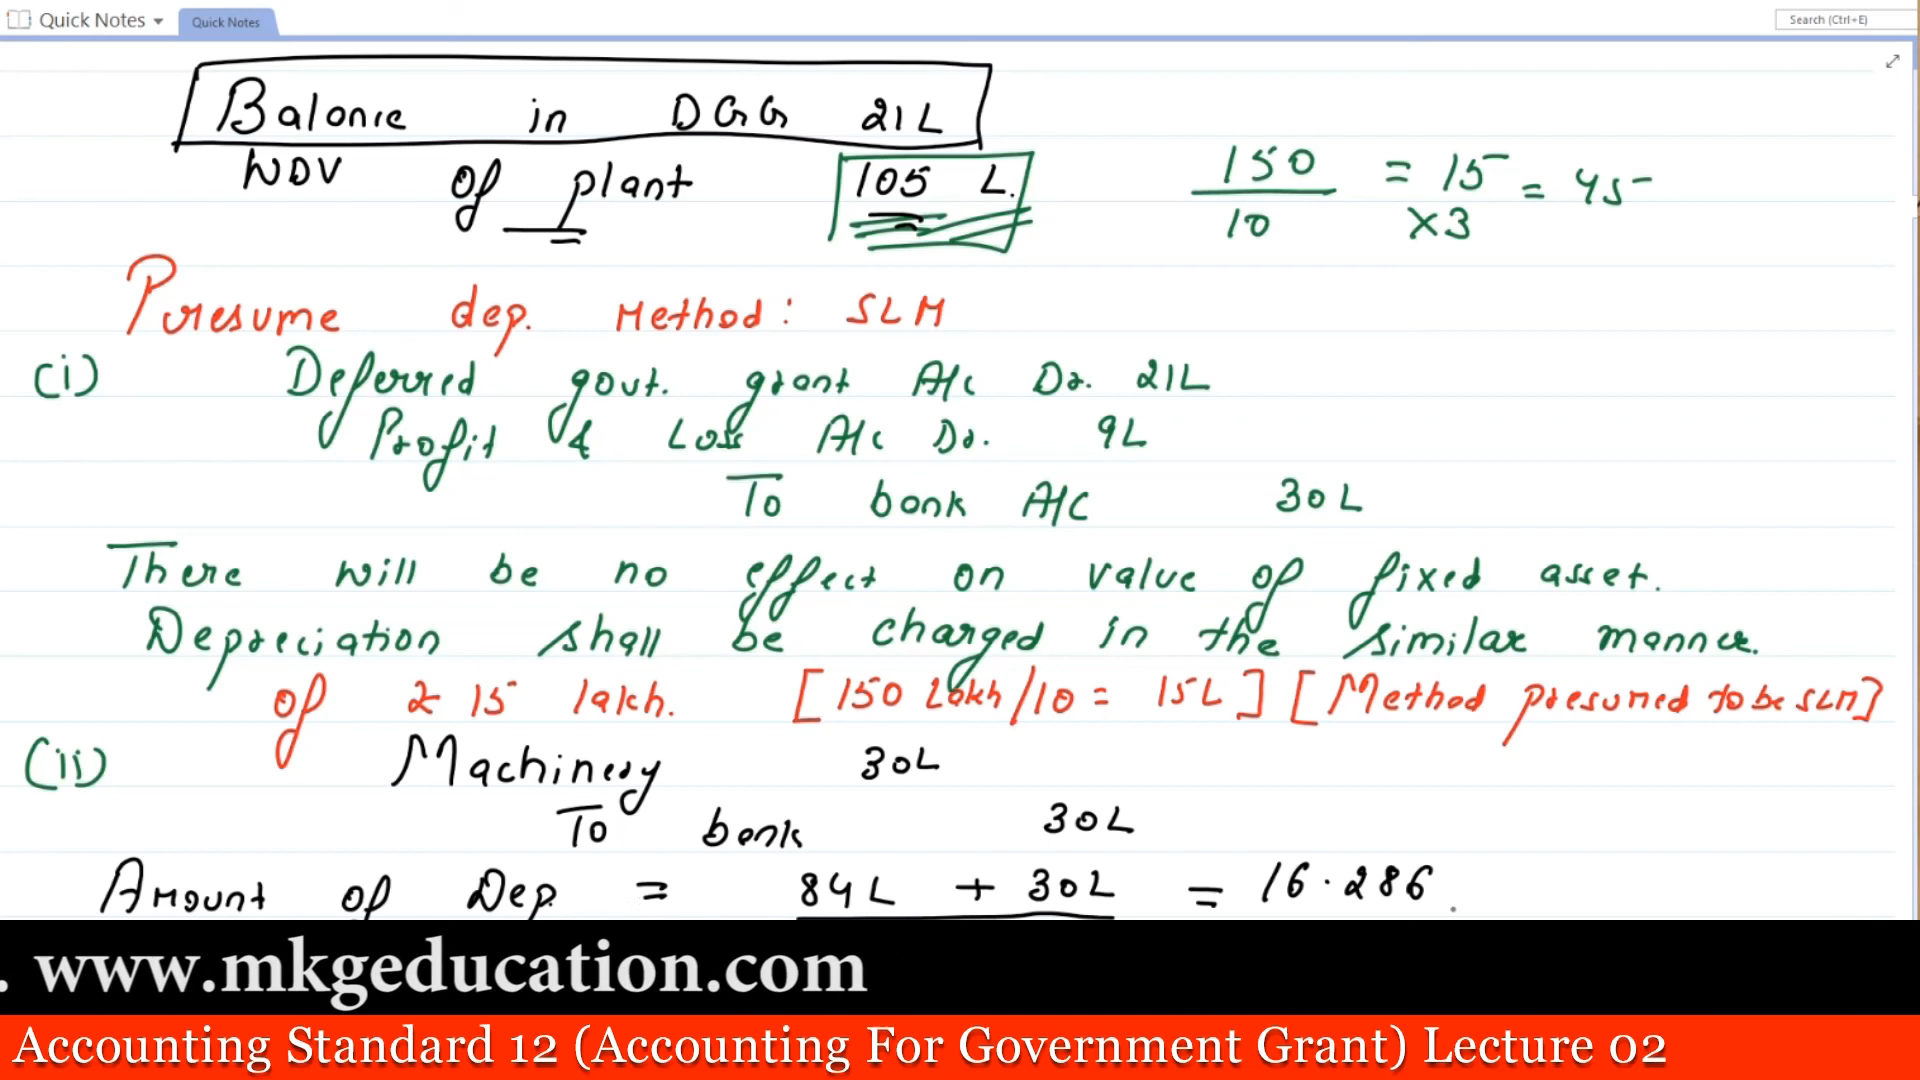 Quick Notes
Quick Notes
Search (Ctrl+E)
Balance in DGG 21L
WDV of plant 105 L.
150 / 10 = 15 × 3 = 45
Presume dep. Method: SLM
(i) Deferred govt. grant A/c Dr. 21L
Profit & Loss A/c Dr. 9L
To bank A/C 30L
There will be no effect on value of fixed asset.
Depreciation shall be charged in the similar manner.
of ₹ 15 lakh. [150 Lakh/10 = 15L] [Method presumed to be SLM]
(ii) Machinery 30L
To bank 30L
Amount of Dep. = 84L + 30L = 16.286
. www.mkgeducation.com
Accounting Standard 12 (Accounting For Government Grant) Lecture 02